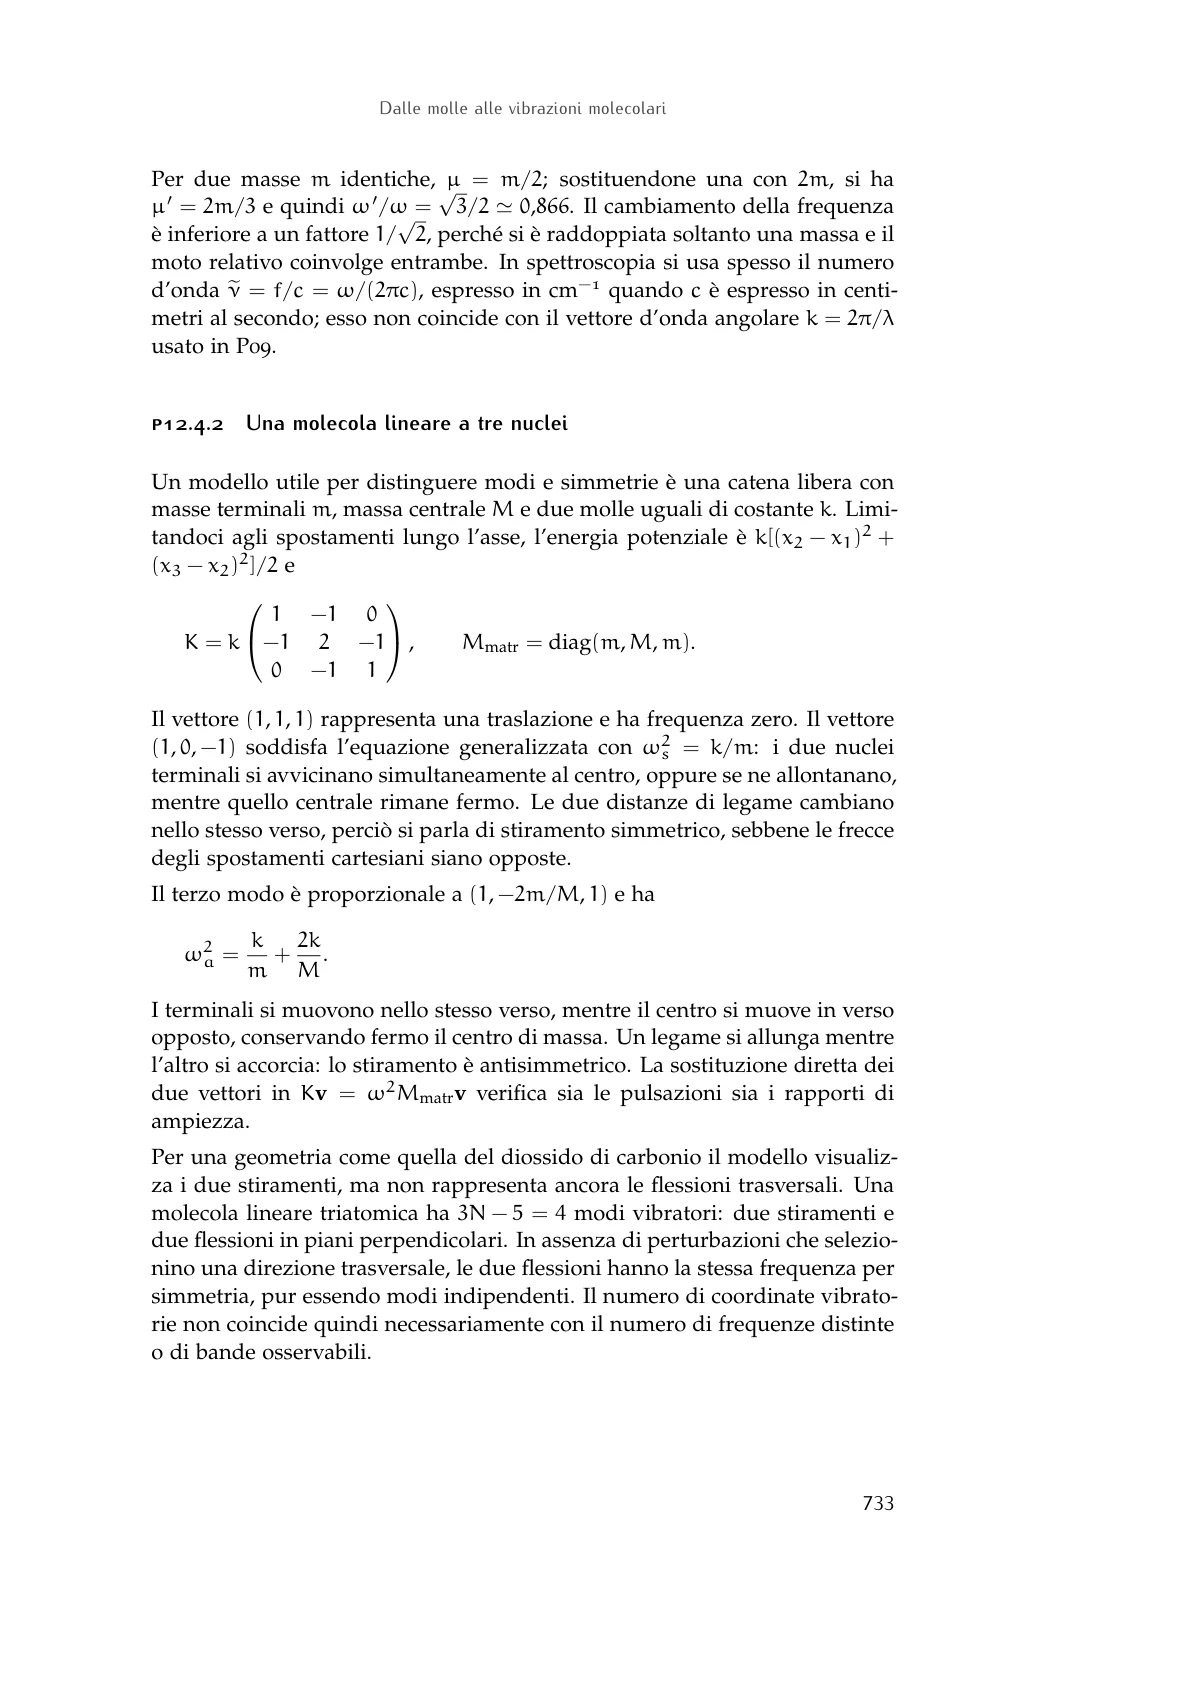 Dalle molle alle vibrazioni molecolari
Per due masse m identiche, μ = m/2; sostituendone una con 2m, si ha
μ′ = 2m/3 e quindi ω′/ω = √3/2 ≃ 0,866. Il cambiamento della frequenza
è inferiore a un fattore 1/√2, perché si è raddoppiata soltanto una massa e il
moto relativo coinvolge entrambe. In spettroscopia si usa spesso il numero
d'onda ν̃ = f/c = ω/(2πc), espresso in cm⁻¹ quando c è espresso in centi-
metri al secondo; esso non coincide con il vettore d'onda angolare k = 2π/λ
usato in P09.
P12.4.2 Una molecola lineare a tre nuclei
Un modello utile per distinguere modi e simmetrie è una catena libera con
masse terminali m, massa centrale M e due molle uguali di costante k. Limi-
tandoci agli spostamenti lungo l'asse, l'energia potenziale è k[(x₂ − x₁)² +
(x₃ − x₂)²]/2 e
K = k ( 1 −1 0
−1 2 −1
0 −1 1 ) , M_matr = diag(m, M, m).
Il vettore (1, 1, 1) rappresenta una traslazione e ha frequenza zero. Il vettore
(1, 0, −1) soddisfa l'equazione generalizzata con ωₛ² = k/m: i due nuclei
terminali si avvicinano simultaneamente al centro, oppure se ne allontanano,
mentre quello centrale rimane fermo. Le due distanze di legame cambiano
nello stesso verso, perciò si parla di stiramento simmetrico, sebbene le frecce
degli spostamenti cartesiani siano opposte.
Il terzo modo è proporzionale a (1, −2m/M, 1) e ha
ωₐ² = k/m + 2k/M.
I terminali si muovono nello stesso verso, mentre il centro si muove in verso
opposto, conservando fermo il centro di massa. Un legame si allunga mentre
l'altro si accorcia: lo stiramento è antisimmetrico. La sostituzione diretta dei
due vettori in Kv = ω²M_matr v verifica sia le pulsazioni sia i rapporti di
ampiezza.
Per una geometria come quella del diossido di carbonio il modello visualiz-
za i due stiramenti, ma non rappresenta ancora le flessioni trasversali. Una
molecola lineare triatomica ha 3N − 5 = 4 modi vibratori: due stiramenti e
due flessioni in piani perpendicolari. In assenza di perturbazioni che selezio-
nino una direzione trasversale, le due flessioni hanno la stessa frequenza per
simmetria, pur essendo modi indipendenti. Il numero di coordinate vibrato-
rie non coincide quindi necessariamente con il numero di frequenze distinte
o di bande osservabili.
733